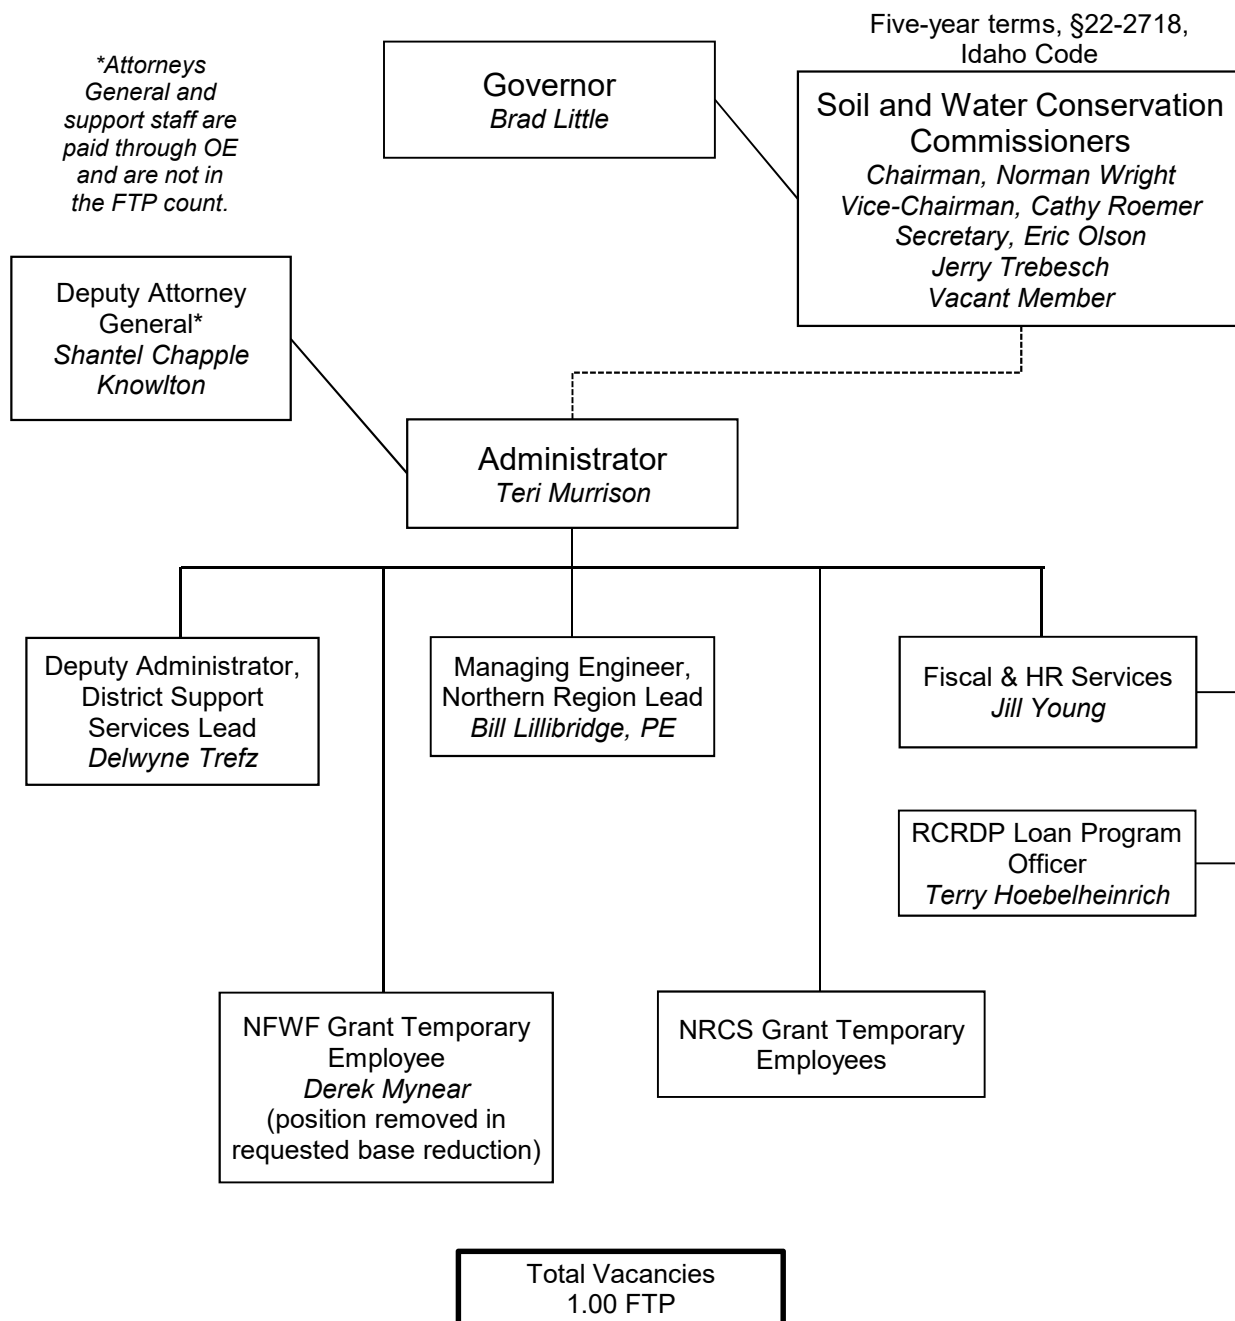 Five-year terms, §22-2718,
Idaho Code
*Attorneys
General and
support staff are
paid through OE
and are not in
the FTP count.
Governor
Brad Little
Soil and Water Conservation
Commissioners
Chairman, Norman Wright
Vice-Chairman, Cathy Roemer
Secretary, Eric Olson
Jerry Trebesch
Vacant Member
Deputy Attorney
General*
Shantel Chapple
Knowlton
Administrator
Teri Murrison
Deputy Administrator,
District Support
Services Lead
Delwyne Trefz
Managing Engineer,
Northern Region Lead
Bill Lillibridge, PE
Fiscal & HR Services
Jill Young
RCRDP Loan Program
Officer
Terry Hoebelheinrich
NFWF Grant Temporary
Employee
Derek Mynear
(position removed in
requested base reduction)
NRCS Grant Temporary
Employees
Total Vacancies
1.00 FTP